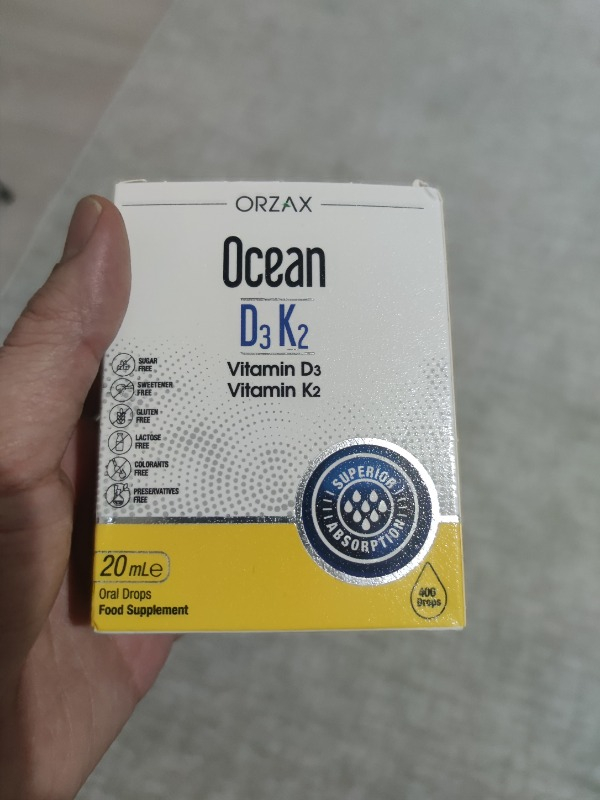 ORZAX
Ocean
D3 K2
Vitamin D3
Vitamin K2
SUGAR
FREE
SWEETENER
FREE
GLUTEN
FREE
LACTOSE
FREE
COLORANTS
FREE
PRESERVATIVES
FREE
SUPERIOR
ABSORPTION
20 mLe
Oral Drops
Food Supplement
400
Drops